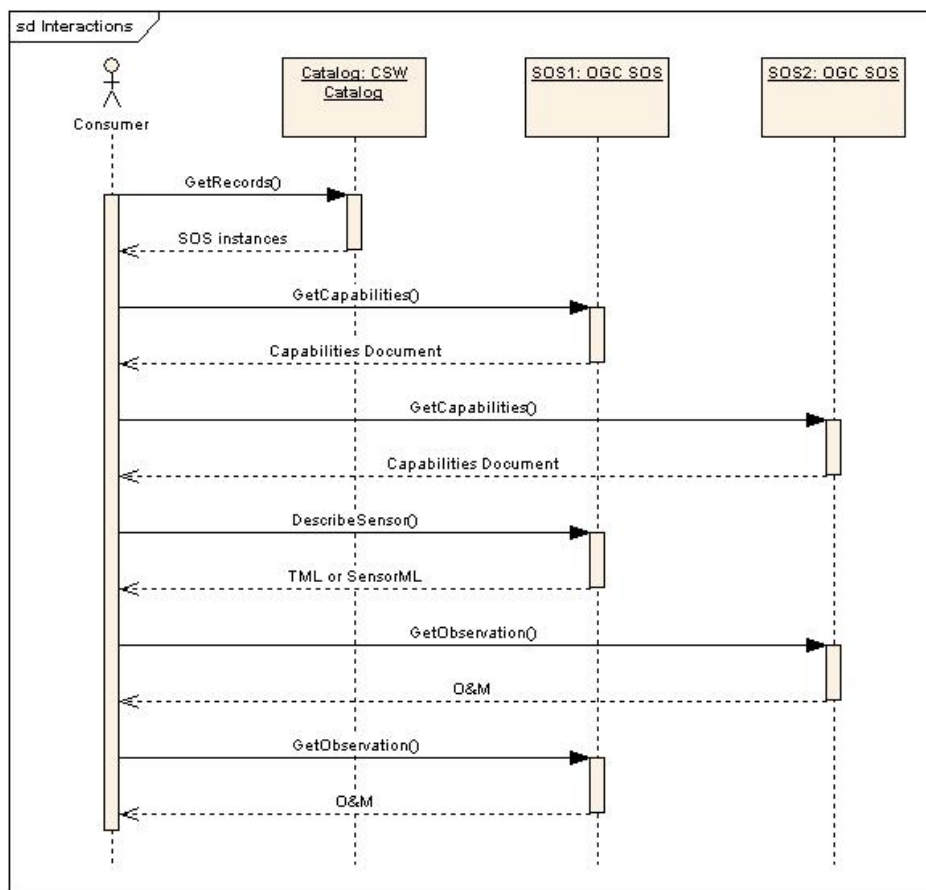 sd Interactions
Catalog: CSW
Catalog
SOS1: OGC SOS
SOS2: OGC SOS
Consumer
GetRecords()
SOS instances
GetCapabilities()
Capabilities Document
GetCapabilities()
Capabilities Document
DescribeSensor()
TML or SensorML
GetObservation()
O&M
GetObservation()
O&M